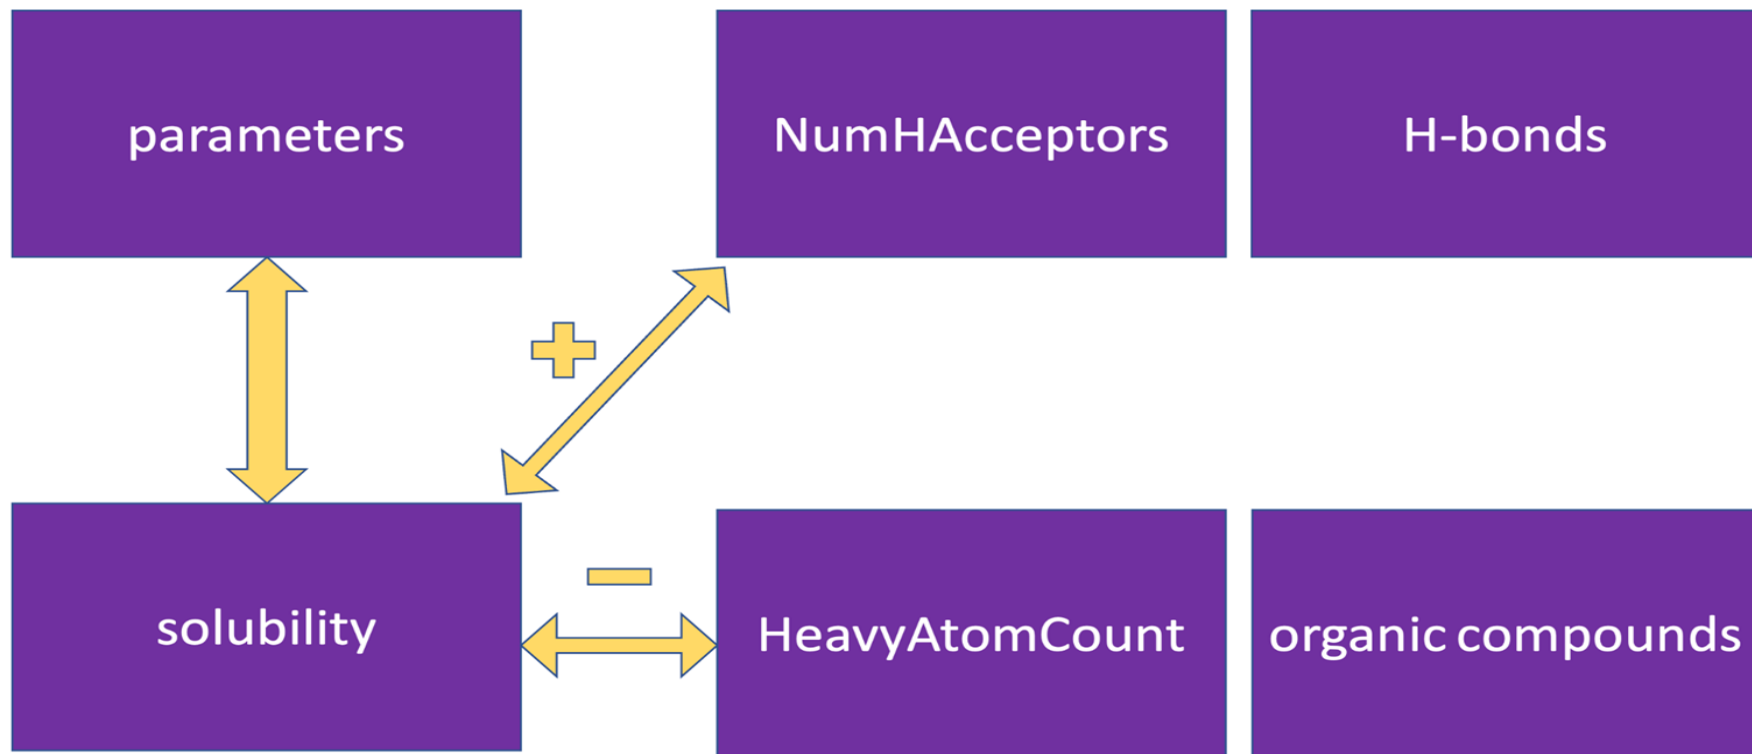 parameters
NumHAcceptors
H-bonds
solubility
HeavyAtomCount
organic compounds